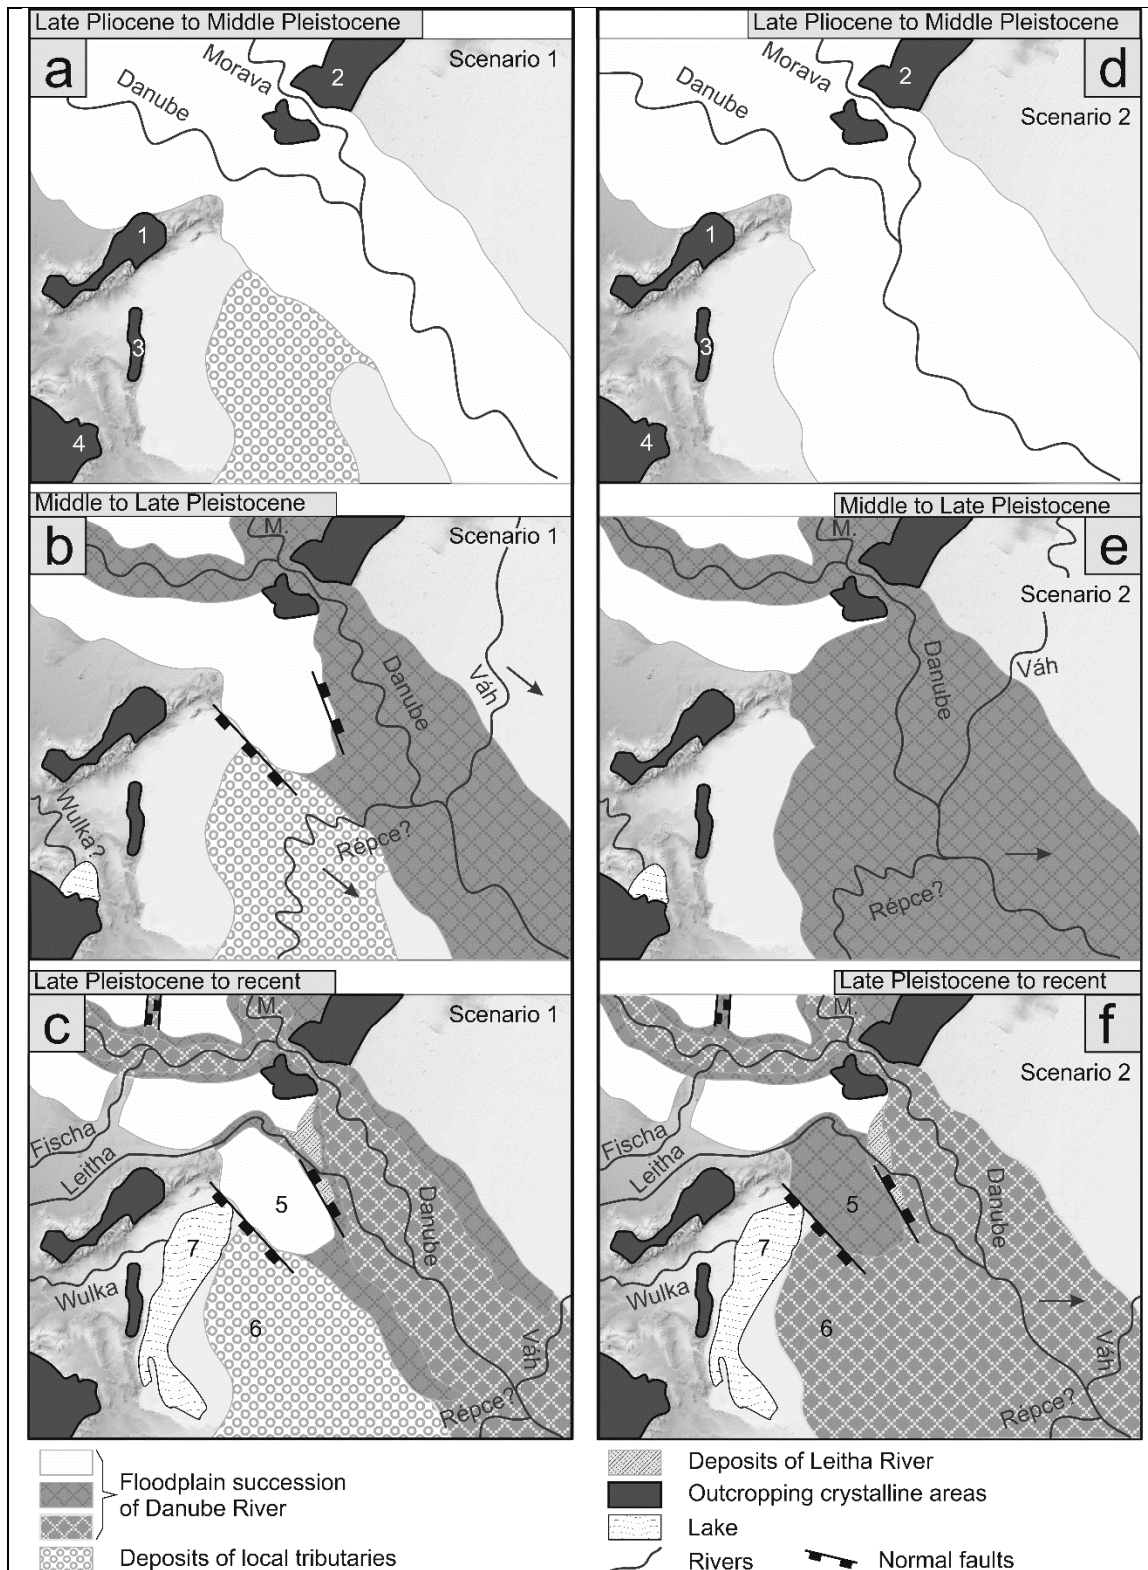 Late Pliocene to Middle Pleistocene
a
Scenario 1
Morava
Danube
2
1
3
4
Late Pliocene to Middle Pleistocene
d
Scenario 2
Morava
Danube
2
1
3
4
Middle to Late Pleistocene
b
Scenario 1
M.
Danube
Váh
Wulka?
Répce?
Middle to Late Pleistocene
e
Scenario 2
M.
Danube
Váh
Répce?
Late Pleistocene to recent
c
Scenario 1
M.
Fischa
Leitha
Danube
5
7
Wulka
6
Váh
Répce?
Late Pleistocene to recent
f
Scenario 2
M.
Fischa
Leitha
Danube
5
7
Wulka
6
Váh
Répce?
Floodplain succession
of Danube River
Deposits of local tributaries
Deposits of Leitha River
Outcropping crystalline areas
Lake
Rivers
Normal faults